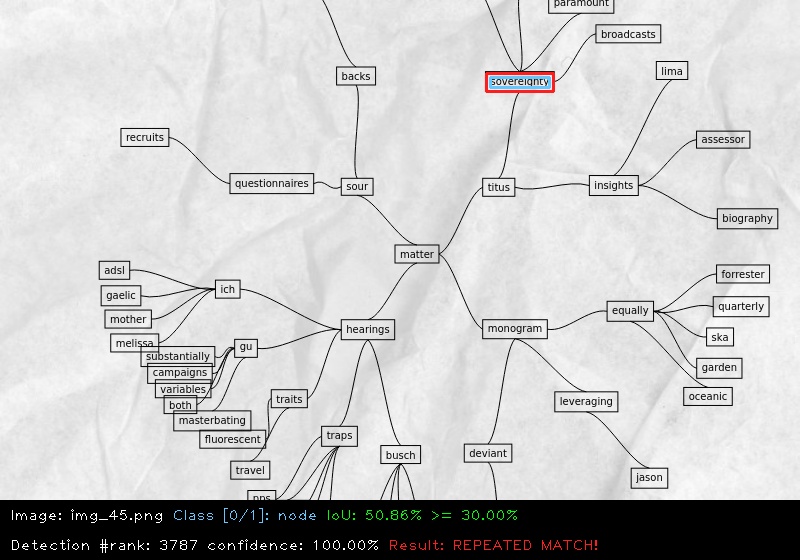 paramount
broadcasts
lima
backs
sovereignty
recruits
assessor
questionnaires
sour
titus
insights
biography
matter
adsl
forrester
ich
gaelic
quarterly
equally
mother
hearings
monogram
ska
melissa
gu
substantially
garden
campaigns
variables
oceanic
both
traits
leveraging
masterbating
fluorescent
traps
busch
deviant
travel
jason
nps
Image: img_45.png Class [0/1]: node IoU: 50.86% >= 30.00%
Detection #rank: 3787 confidence: 100.00% Result: REPEATED MATCH!